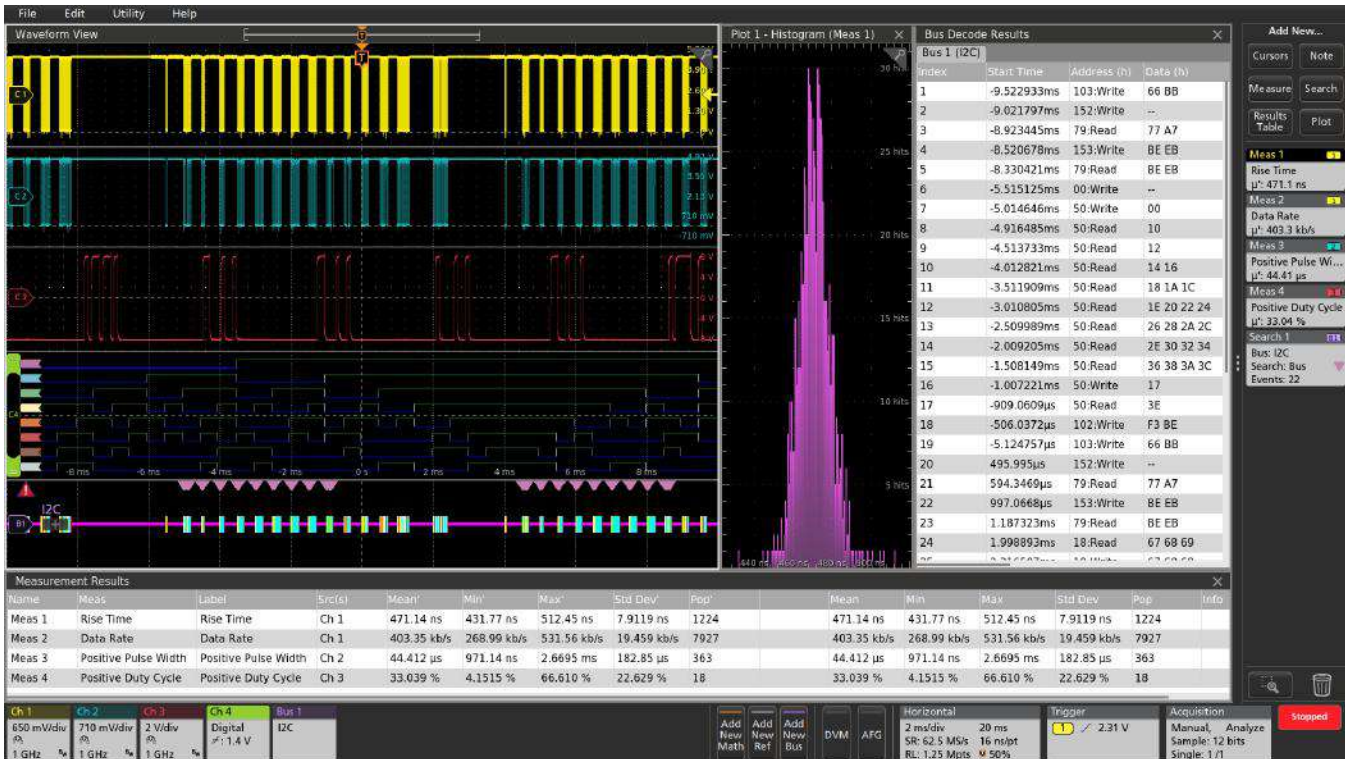 File Edit Utility Help
Waveform View
Plot 1 - Histogram (Meas 1)
Bus Decode Results
Add New...
Cursors Note
Measure Search
Results Table Plot
Bus 1 (I2C)
Index Start Time Address (h) Data (h)
1 -9.522933ms 103:Write 66 BB
2 -9.021797ms 152:Write --
3 -8.923445ms 79:Read 77 A7
4 -8.520678ms 153:Write BE EB
5 -8.330421ms 79:Read BE EB
6 -5.515125ms 00:Write --
7 -5.014646ms 50:Write 00
8 -4.916485ms 50:Read 10
9 -4.513733ms 50:Read 12
10 -4.012821ms 50:Read 14 16
11 -3.511909ms 50:Read 18 1A 1C
12 -3.010805ms 50:Read 1E 20 22 24
13 -2.509989ms 50:Read 26 28 2A 2C
14 -2.009205ms 50:Read 2E 30 32 34
15 -1.508149ms 50:Read 36 38 3A 3C
16 -1.007221ms 50:Write 17
17 -909.0609µs 50:Read 3E
18 -506.0372µs 102:Write F3 BE
19 -5.124757µs 103:Write 66 BB
20 495.995µs 152:Write --
21 594.3469µs 79:Read 77 A7
22 997.0668µs 153:Write BE EB
23 1.187323ms 79:Read BE EB
24 1.998893ms 18:Read 67 68 69
Meas 1
Rise Time
µ': 471.1 ns
Meas 2
Data Rate
µ': 403.3 kb/s
Meas 3
Positive Pulse Wi...
µ': 44.41 µs
Meas 4
Positive Duty Cycle
µ': 33.04 %
Search 1 B1
Bus: I2C
Search: Bus
Events: 22
T
C1
C2
3.55 V
2.13 V
710 mV
-710 mV
C3
-8 ms -6 ms -4 ms -2 ms 0 s 2 ms 4 ms 6 ms 8 ms
I2C
B1
30 hits
25 hits
20 hits
15 hits
10 hits
5 hits
440 ns 460 ns 480 ns 500 ns
Measurement Results
Name Meas Label Src(s) Mean' Min' Max' Std Dev' Pop' Mean Min Max Std Dev Pop Info
Meas 1 Rise Time Rise Time Ch 1 471.14 ns 431.77 ns 512.45 ns 7.9119 ns 1224 471.14 ns 431.77 ns 512.45 ns 7.9119 ns 1224
Meas 2 Data Rate Data Rate Ch 1 403.35 kb/s 268.99 kb/s 531.56 kb/s 19.459 kb/s 7927 403.35 kb/s 268.99 kb/s 531.56 kb/s 19.459 kb/s 7927
Meas 3 Positive Pulse Width Positive Pulse Width Ch 2 44.412 µs 971.14 ns 2.6695 ms 182.85 µs 363 44.412 µs 971.14 ns 2.6695 ms 182.85 µs 363
Meas 4 Positive Duty Cycle Positive Duty Cycle Ch 3 33.039 % 4.1515 % 66.610 % 22.629 % 18 33.039 % 4.1515 % 66.610 % 22.629 % 18
Ch 1
650 mV/div
1 GHz
Ch 2
710 mV/div
1 GHz
Ch 3
2 V/div
1 GHz
Ch 4
Digital
: 1.4 V
Bus 1
I2C
Add New Math
Add New Ref
Add New Bus
DVM
AFG
Horizontal
2 ms/div 20 ms
SR: 62.5 MS/s 16 ns/pt
RL: 1.25 Mpts 50%
Trigger
1 2.31 V
Acquisition
Manual, Analyze
Sample: 12 bits
Single: 1/1
Stopped